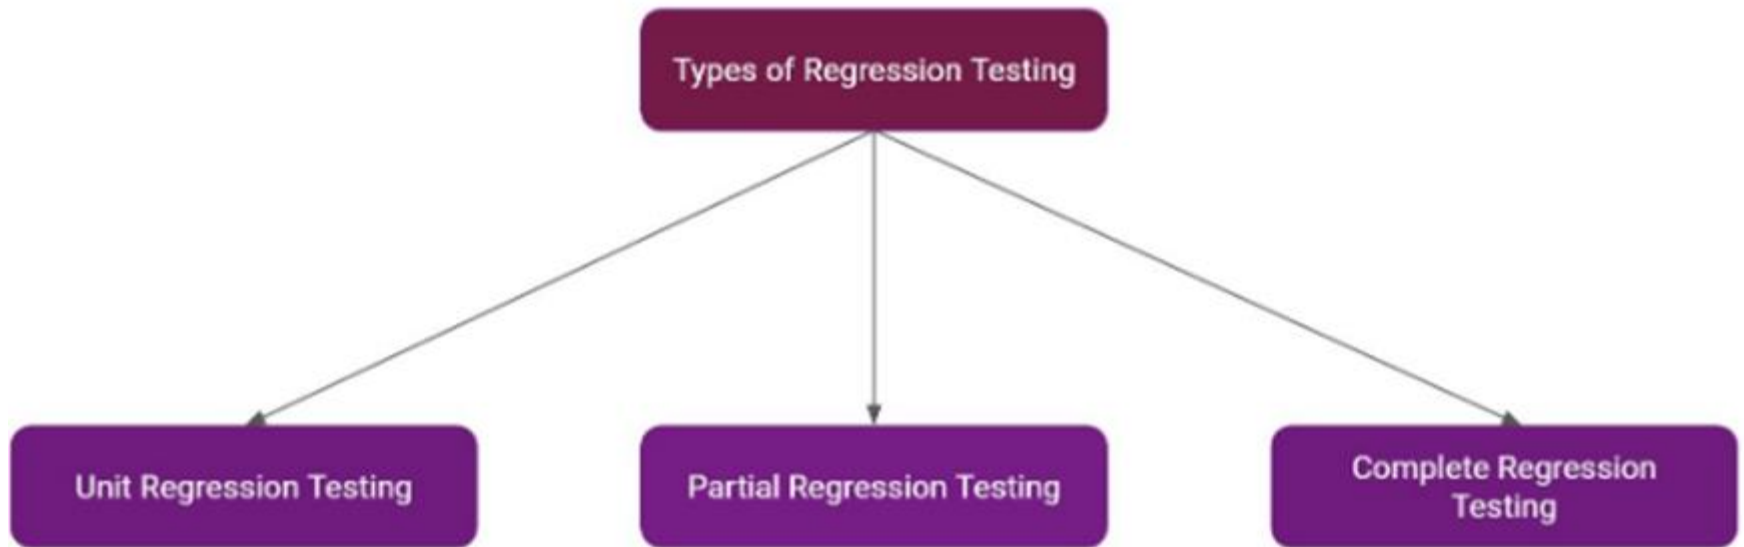 Types of Regression Testing
Unit Regression Testing
Partial Regression Testing
Complete Regression
Testing